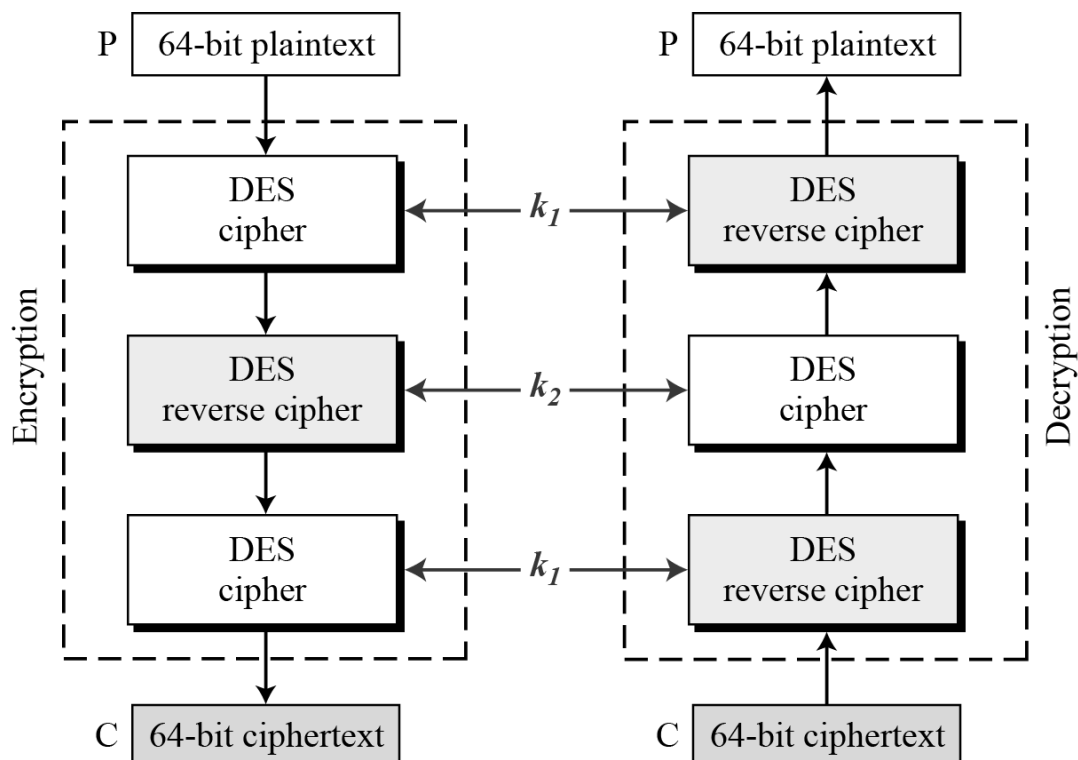 P 64-bit plaintext
Encryption
DES
cipher
k1
DES
reverse cipher
k2
DES
cipher
k1
C 64-bit ciphertext
P 64-bit plaintext
DES
reverse cipher
DES
cipher
DES
reverse cipher
Decryption
C 64-bit ciphertext